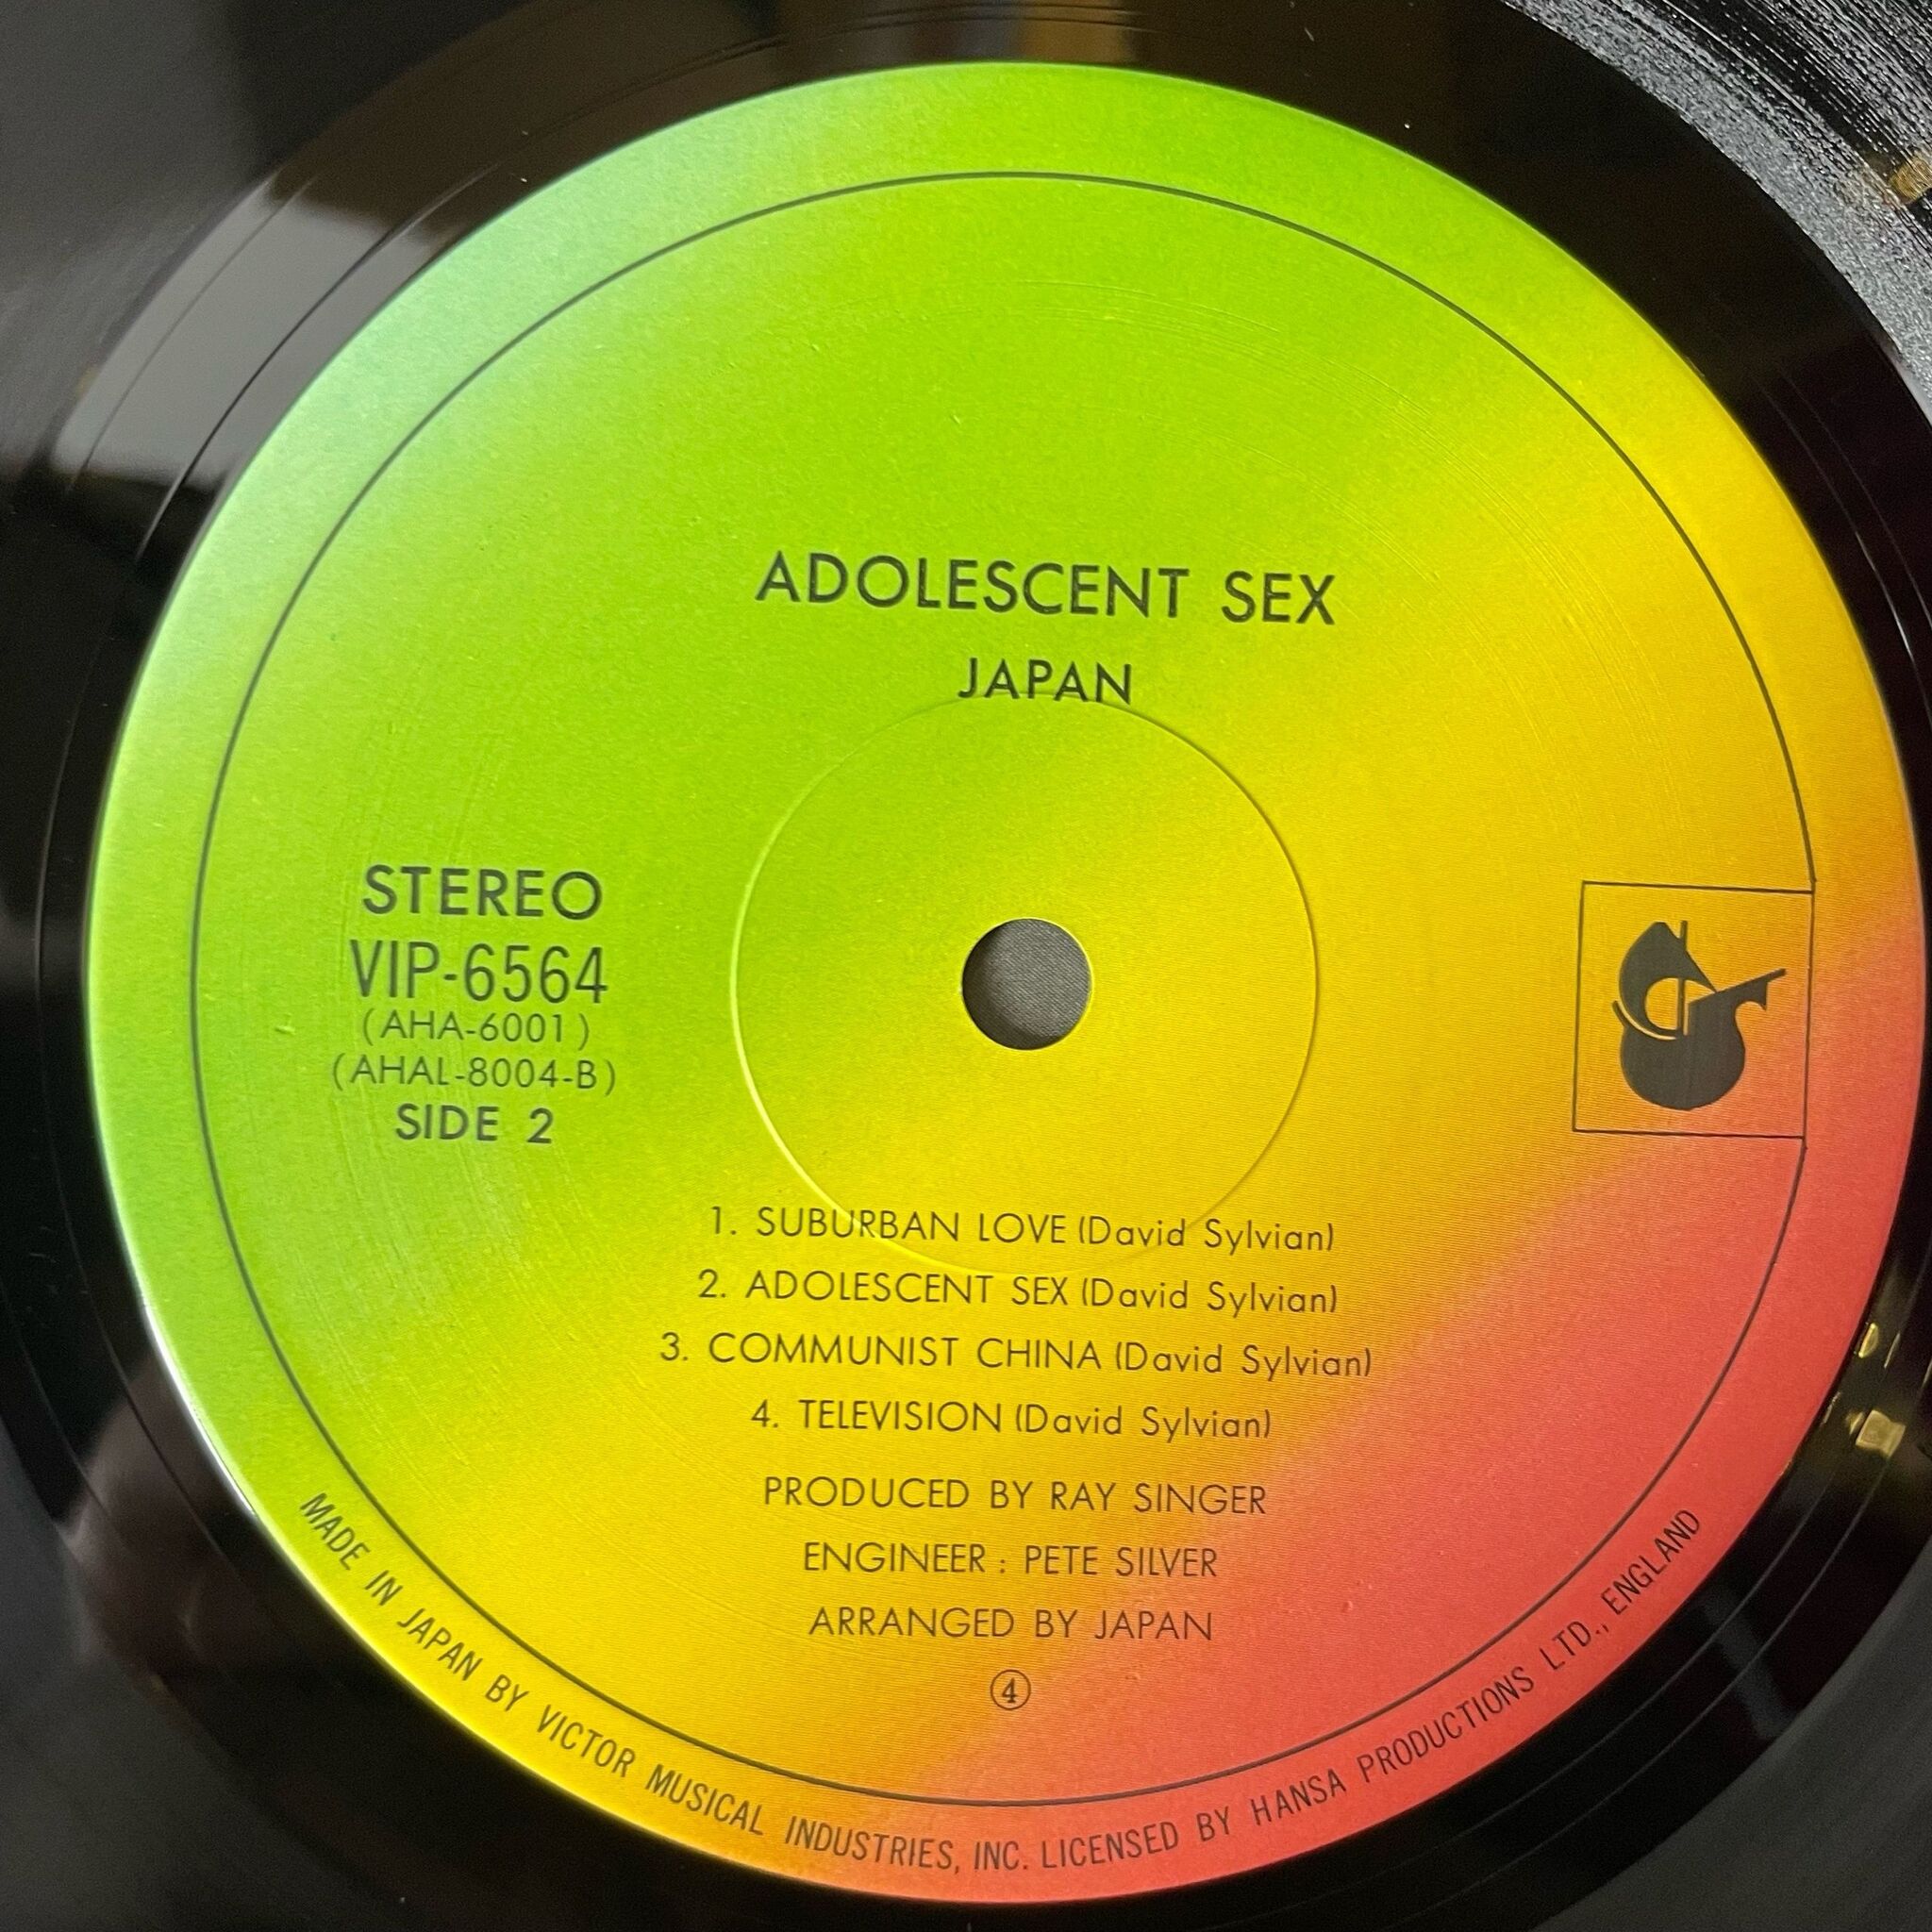 ADOLESCENT SEX
JAPAN
STEREO
VIP-6564
(AHA-6001)
(AHAL-8004-B)
SIDE 2
1. SUBURBAN LOVE (David Sylvian)
2. ADOLESCENT SEX (David Sylvian)
3. COMMUNIST CHINA (David Sylvian)
4. TELEVISION (David Sylvian)
PRODUCED BY RAY SINGER
ENGINEER : PETE SILVER
ARRANGED BY JAPAN
④
MADE IN JAPAN BY VICTOR MUSICAL INDUSTRIES, INC. LICENSED BY HANSA PRODUCTIONS LTD., ENGLAND